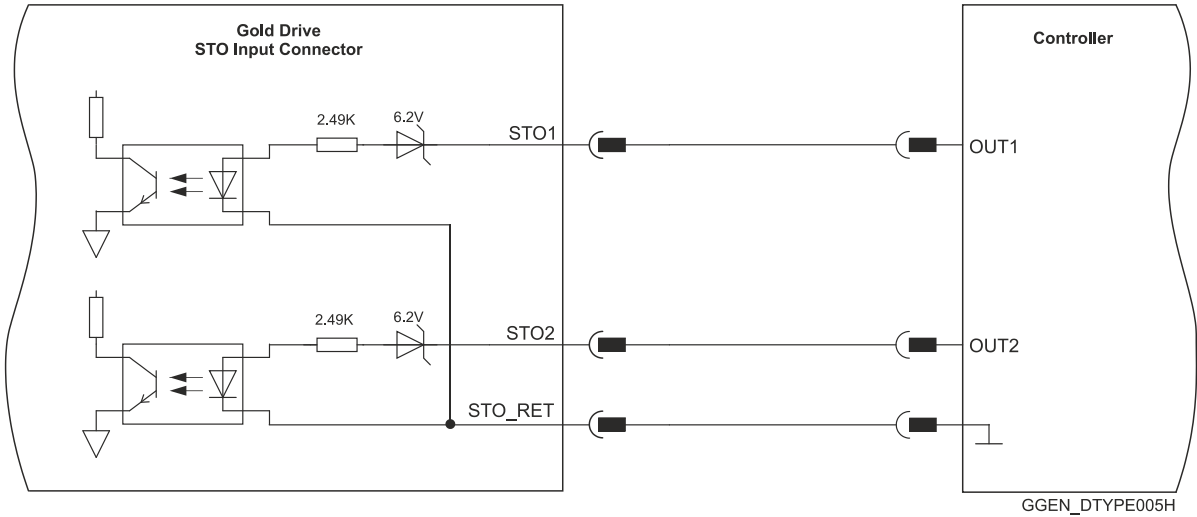 Gold Drive
STO Input Connector
Controller
2.49K
6.2V
STO1
OUT1
2.49K
6.2V
STO2
OUT2
STO_RET
GGEN_DTYPE005H